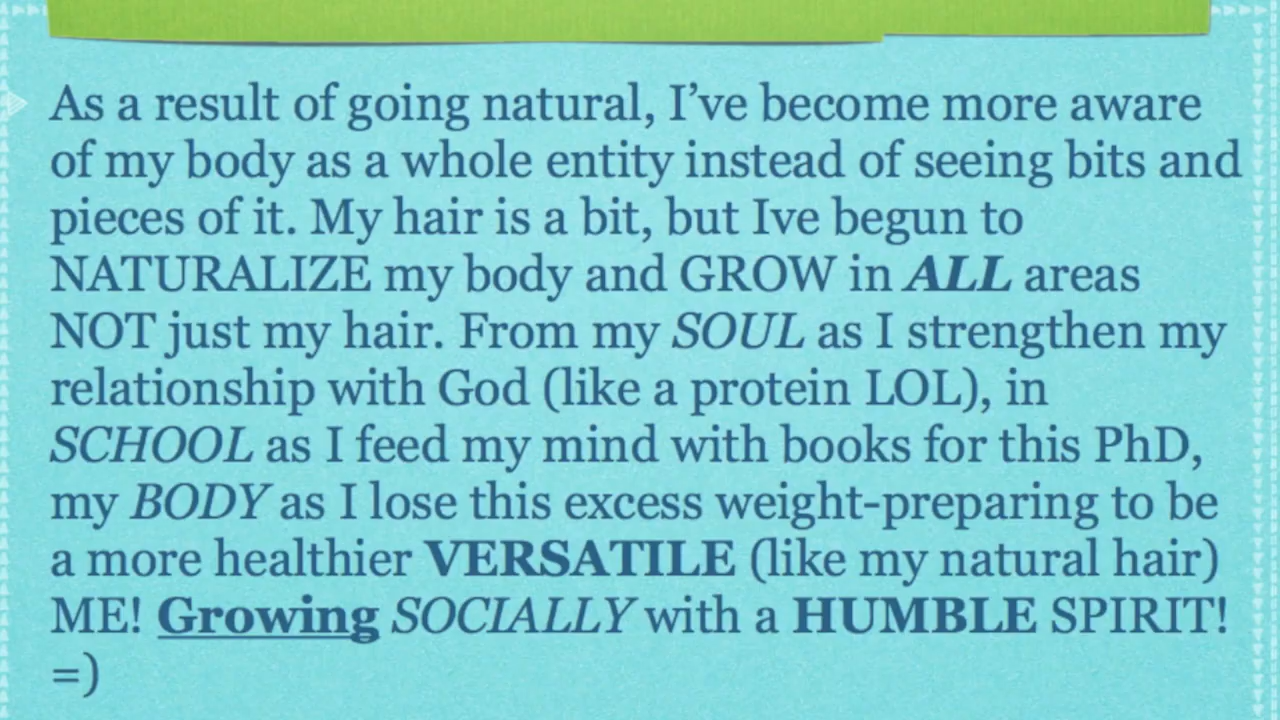 As a result of going natural, I’ve become more aware
of my body as a whole entity instead of seeing bits and
pieces of it. My hair is a bit, but Ive begun to
NATURALIZE my body and GROW in ALL areas
NOT just my hair. From my SOUL as I strengthen my
relationship with God (like a protein LOL), in
SCHOOL as I feed my mind with books for this PhD,
my BODY as I lose this excess weight-preparing to be
a more healthier VERSATILE (like my natural hair)
ME! Growing SOCIALLY with a HUMBLE SPIRIT!
=)